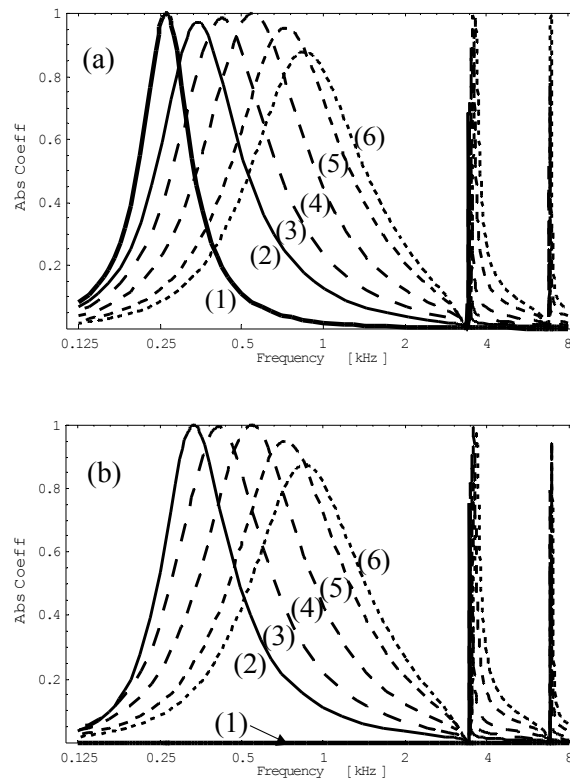 (a)
Abs Coeff
1
0.8
0.6
0.4
0.2
(1)
(2)
(3)
(4)
(5)
(6)
0.125 0.25 0.5 1 2 4 8
Frequency [kHz]
(b)
Abs Coeff
1
0.8
0.6
0.4
0.2
(1)
(2)
(3)
(4)
(5)
(6)
0.125 0.25 0.5 1 2 4 8
Frequency [kHz]